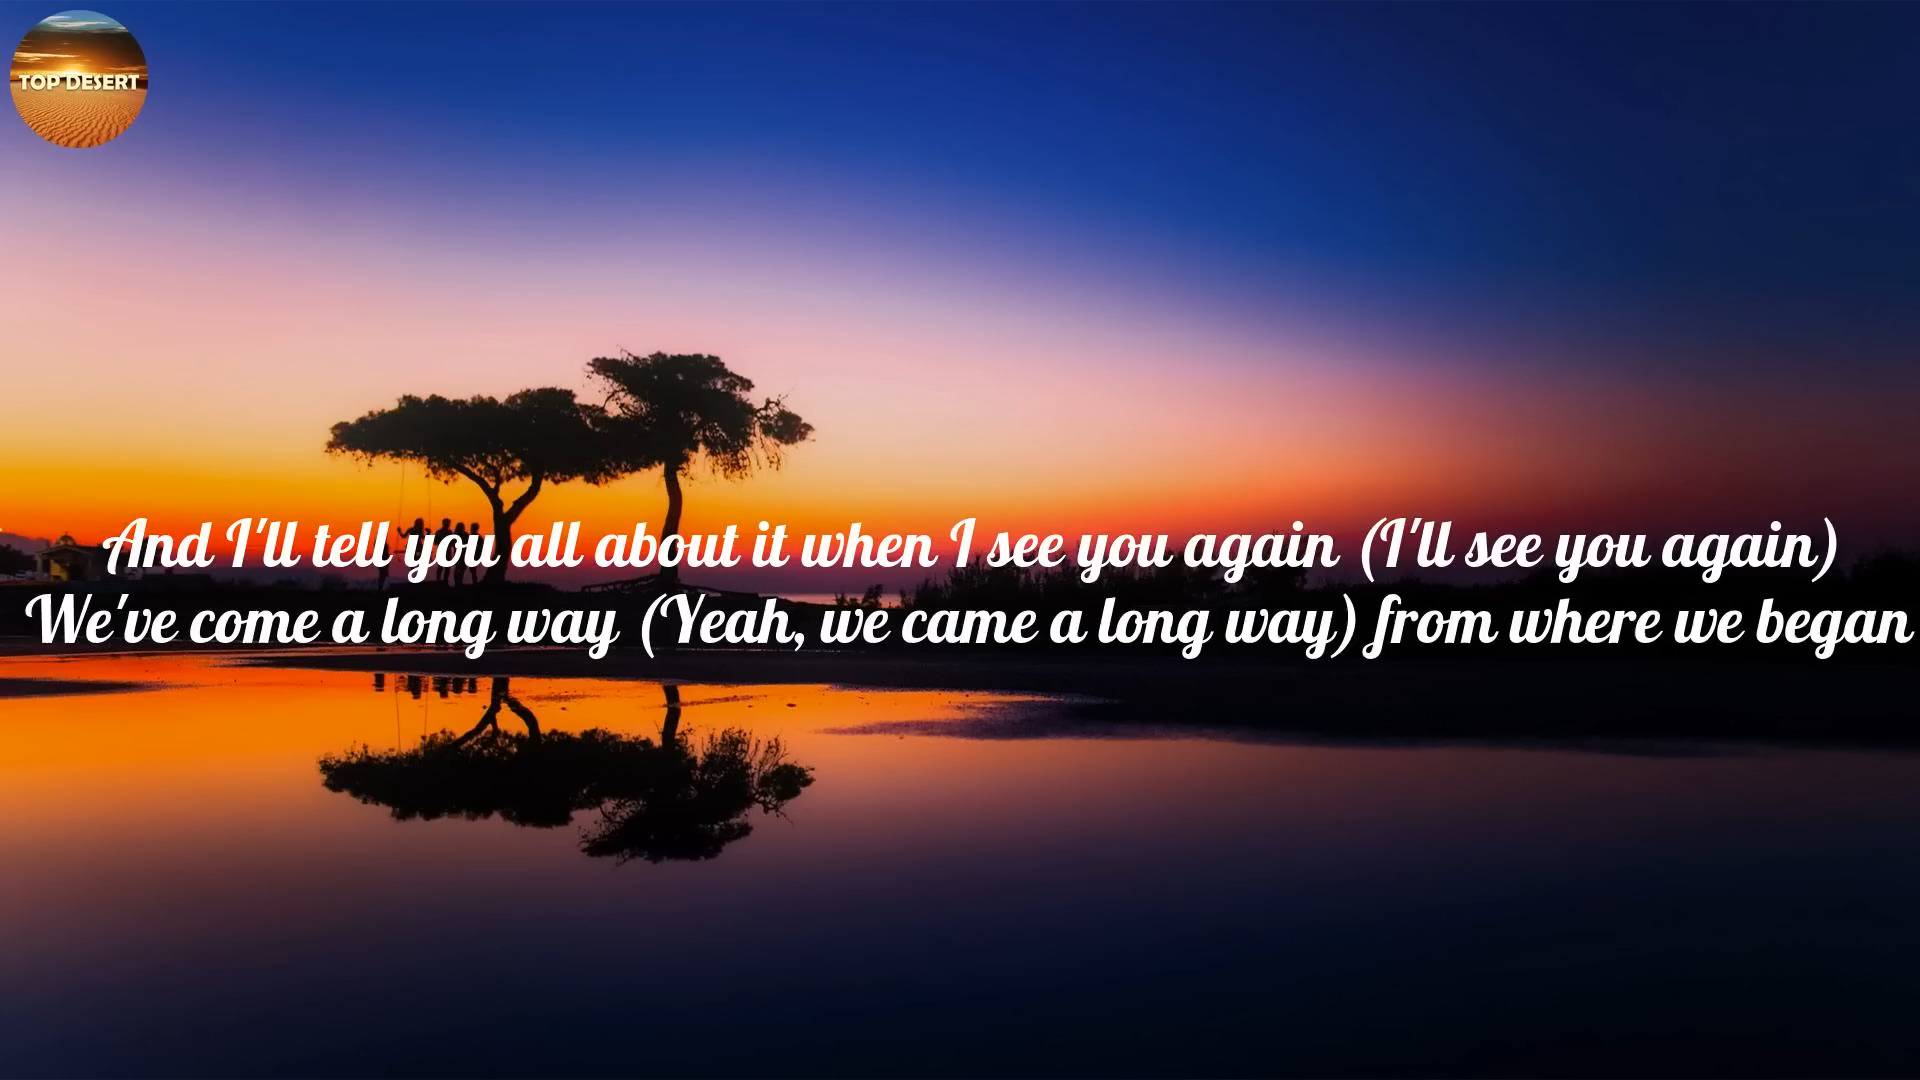 TOP DESERT
And I'll tell you all about it when I see you again (I'll see you again)
We've come a long way (Yeah, we came a long way) from where we began